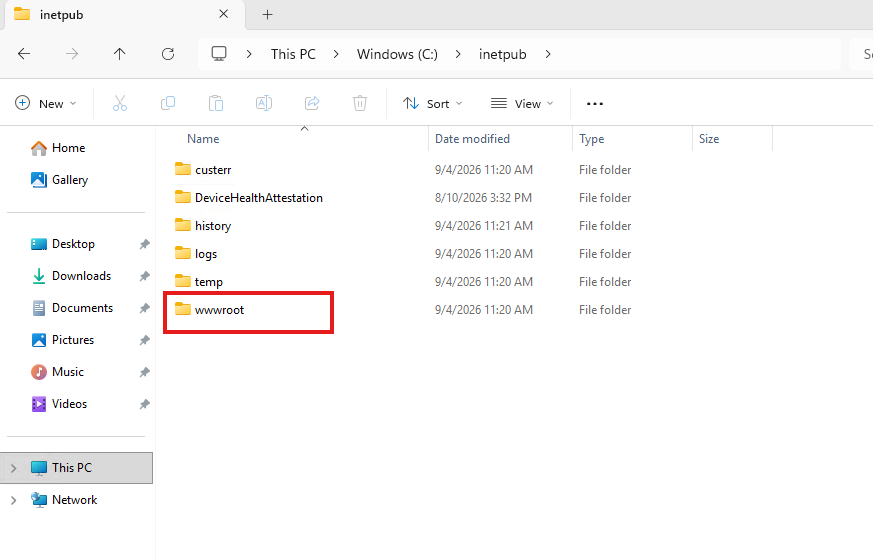 inetpub
This PC > Windows (C:) > inetpub >
New
Sort
View
Name Date modified Type Size
Home
Gallery
Desktop
Downloads
Documents
Pictures
Music
Videos
This PC
Network
custerr 9/4/2026 11:20 AM File folder
DeviceHealthAttestation 8/10/2026 3:32 PM File folder
history 9/4/2026 11:21 AM File folder
logs 9/4/2026 11:20 AM File folder
temp 9/4/2026 11:20 AM File folder
wwwroot 9/4/2026 11:20 AM File folder